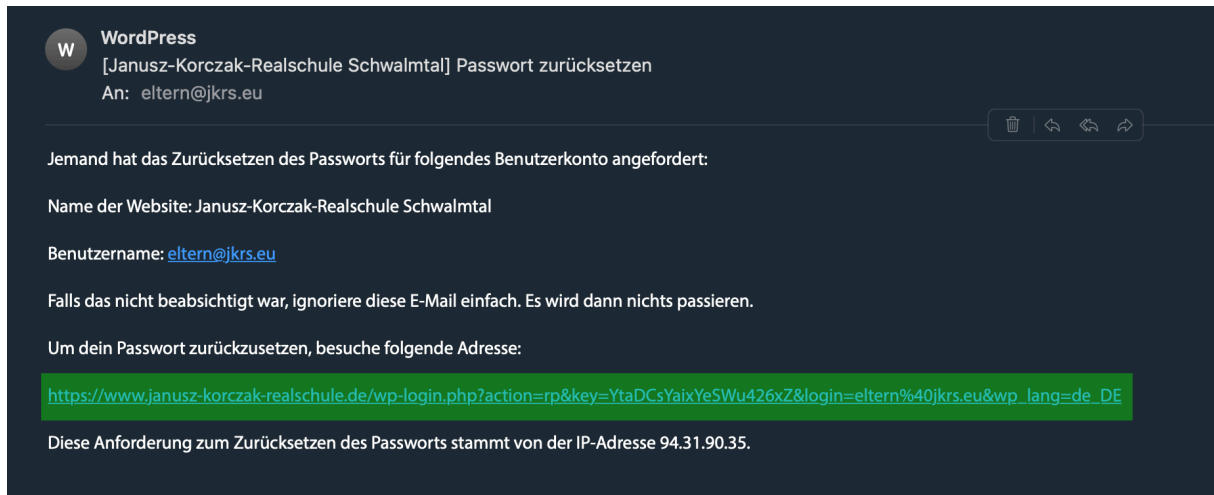 W
WordPress
[Janusz-Korczak-Realschule Schwalmtal] Passwort zurücksetzen
An: eltern@jkrs.eu
Jemand hat das Zurücksetzen des Passworts für folgendes Benutzerkonto angefordert:
Name der Website: Janusz-Korczak-Realschule Schwalmtal
Benutzername: eltern@jkrs.eu
Falls das nicht beabsichtigt war, ignoriere diese E-Mail einfach. Es wird dann nichts passieren.
Um dein Passwort zurückzusetzen, besuche folgende Adresse:
https://www.janusz-korczak-realschule.de/wp-login.php?action=rp&key=YtaDCsYaixYeSWu426xZ&login=eltern%40jkrs.eu&wp_lang=de_DE
Diese Anforderung zum Zurücksetzen des Passworts stammt von der IP-Adresse 94.31.90.35.